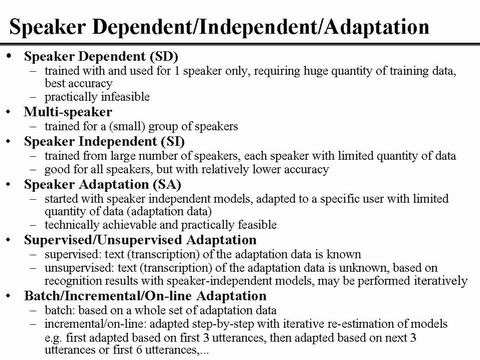 Speaker Dependent/Independent/Adaptation
• Speaker Dependent (SD)
– trained with and used for 1 speaker only, requiring huge quantity of training data,
best accuracy
– practically infeasible
• Multi-speaker
– trained for a (small) group of speakers
• Speaker Independent (SI)
– trained from large number of speakers, each speaker with limited quantity of data
– good for all speakers, but with relatively lower accuracy
• Speaker Adaptation (SA)
– started with speaker independent models, adapted to a specific user with limited
quantity of data (adaptation data)
– technically achievable and practically feasible
• Supervised/Unsupervised Adaptation
– supervised: text (transcription) of the adaptation data is known
– unsupervised: text (transcription) of the adaptation data is unknown, based on
recognition results with speaker-independent models, may be performed iteratively
• Batch/Incremental/On-line Adaptation
– batch: based on a whole set of adaptation data
– incremental/on-line: adapted step-by-step with iterative re-estimation of models
e.g. first adapted based on first 3 utterances, then adapted based on next 3
utterances or first 6 utterances,...